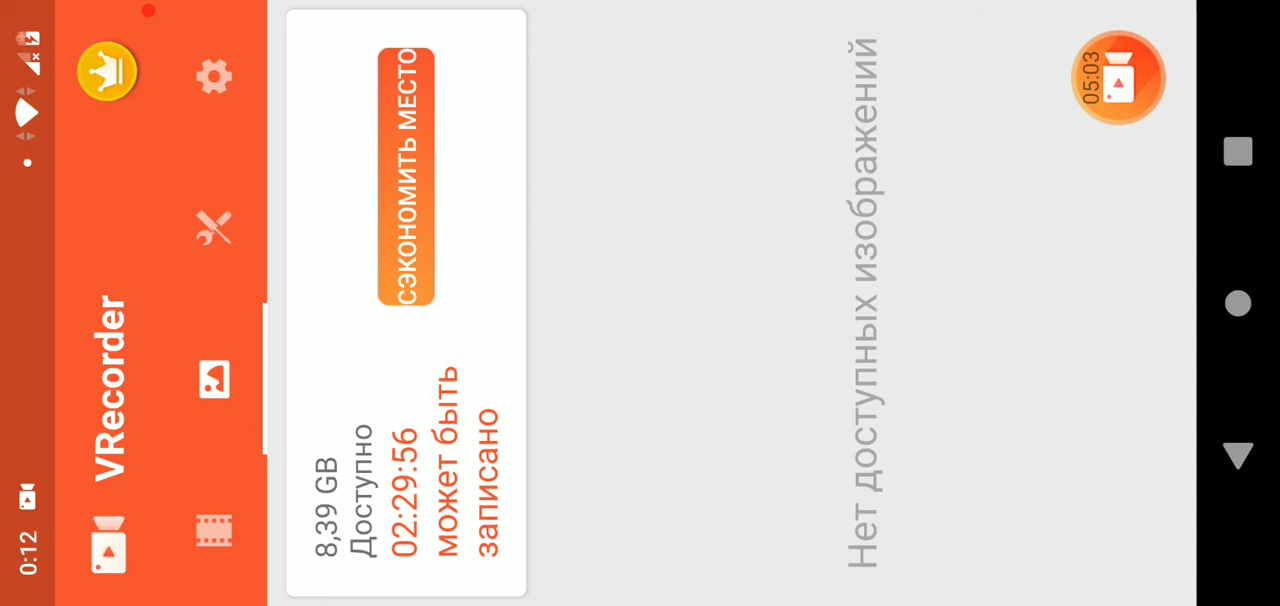 0:12
VRecorder
8,39 GB
Доступно
02:29:56
может быть
записано
СЭКОНОМИТЬ МЕСТО
Нет доступных изображений
05:03